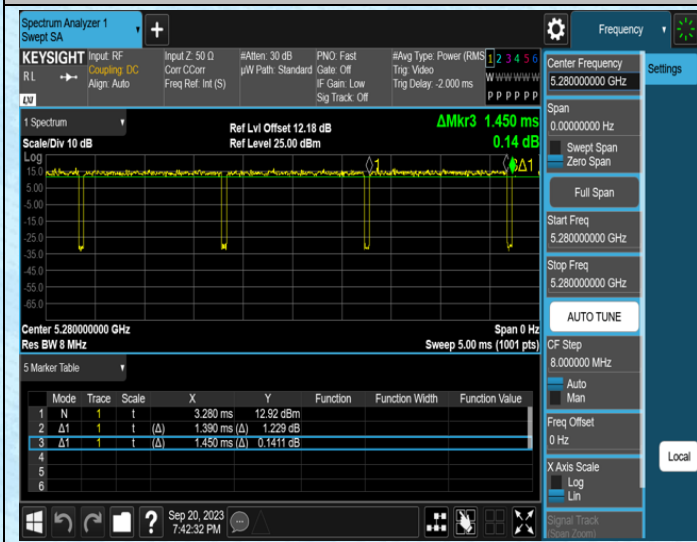 Spectrum Analyzer 1
Swept SA
Frequency
KEYSIGHT
Input: RF
Coupling: DC
Align: Auto
Input Z: 50 Ω
Corr CCorr
Freq Ref: Int (S)
#Atten: 30 dB
µW Path: Standard
PNO: Fast
Gate: Off
IF Gain: Low
Sig Track: Off
#Avg Type: Power (RMS
Trig: Video
Trig Delay: -2.000 ms
1 2 3 4 5 6
W W W W W W
P P P P P P
RL
LXI
1 Spectrum
Scale/Div 10 dB
Ref Lvl Offset 12.18 dB
Ref Level 25.00 dBm
ΔMkr3 1.450 ms
0.14 dB
Log
15.0
5.00
-5.00
-15.0
-25.0
-35.0
-45.0
-55.0
-65.0
1
Δ1
Center 5.280000000 GHz
Res BW 8 MHz
Span 0 Hz
Sweep 5.00 ms (1001 pts)
5 Marker Table
Mode Trace Scale X Y Function Function Width Function Value
1 N 1 t 3.280 ms 12.92 dBm
2 Δ1 1 t (Δ) 1.390 ms (Δ) 1.229 dB
3 Δ1 1 t (Δ) 1.450 ms (Δ) 0.1411 dB
4
5
6
?
Sep 20, 2023
7:42:32 PM
Center Frequency
5.280000000 GHz
Span
0.00000000 Hz
Swept Span
Zero Span
Full Span
Start Freq
5.280000000 GHz
Stop Freq
5.280000000 GHz
AUTO TUNE
CF Step
8.000000 MHz
Auto
Man
Freq Offset
0 Hz
X Axis Scale
Log
Lin
Signal Track
(Span Zoom)
Settings
Local